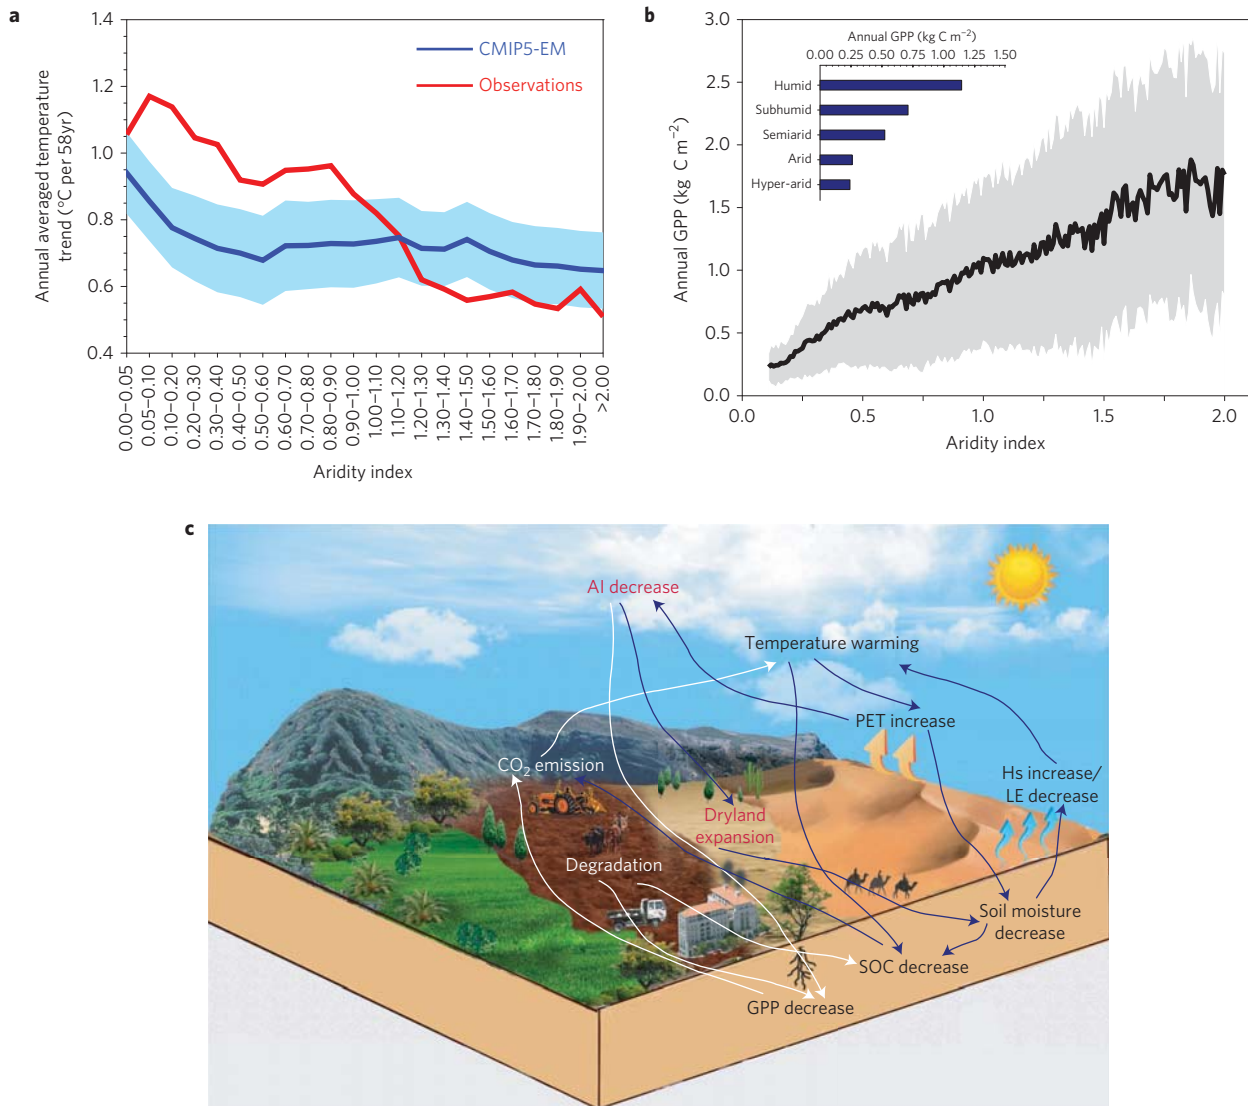 a
1.4
1.2
1.0
0.8
0.6
0.4
Annual averaged temperature
trend (°C per 58yr)
CMIP5-EM
Observations
0.00–0.05
0.05–0.10
0.10–0.20
0.20–0.30
0.30–0.40
0.40–0.50
0.50–0.60
0.60–0.70
0.70–0.80
0.80–0.90
0.90–1.00
1.00–1.10
1.10–1.20
1.20–1.30
1.30–1.40
1.40–1.50
1.50–1.60
1.60–1.70
1.70–1.80
1.80–1.90
1.90–2.00
>2.00
Aridity index
b
3.0
2.5
2.0
1.5
1.0
0.5
0.0
Annual GPP (kg C m⁻²)
Annual GPP (kg C m⁻²)
0.00 0.25 0.50 0.75 1.00 1.25 1.50
Humid
Subhumid
Semiarid
Arid
Hyper-arid
0.0 0.5 1.0 1.5 2.0
Aridity index
c
AI decrease
Temperature warming
PET increase
CO₂ emission
Hs increase/
LE decrease
Dryland
expansion
Degradation
Soil moisture
decrease
SOC decrease
GPP decrease